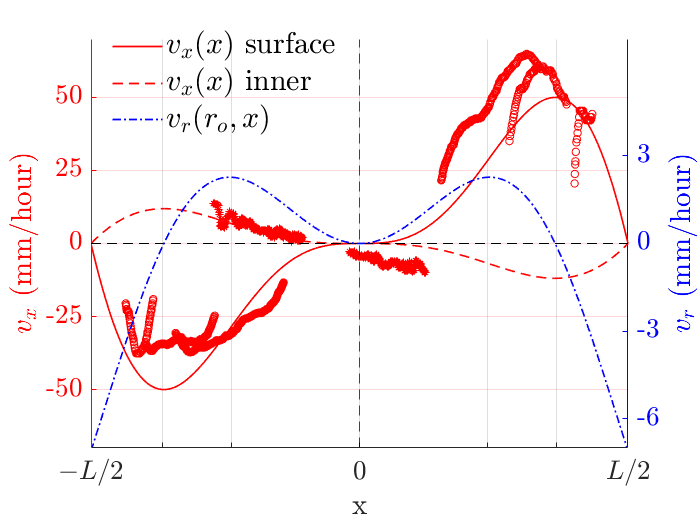 v_x(x) surface
v_x(x) inner
v_r(r_o, x)
50
25
0
-25
-50
v_x (mm/hour)
3
0
-3
-6
v_r (mm/hour)
−L/2
0
L/2
x